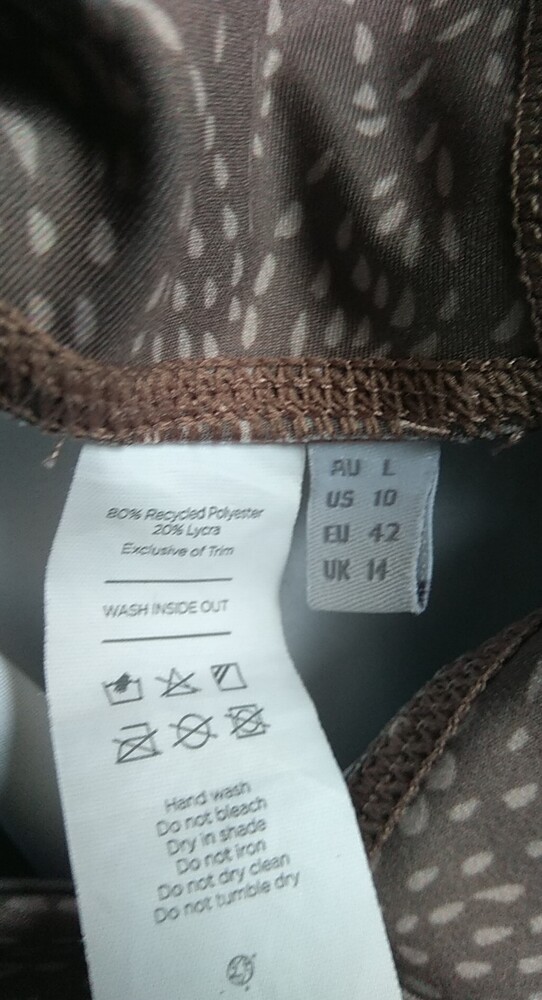 80% Recycled Polyester
20% Lycra
Exclusive of Trim
WASH INSIDE OUT
Hand wash
Do not bleach
Dry in shade
Do not iron
Do not dry clean
Do not tumble dry
AU L
US 10
EU 42
UK 14